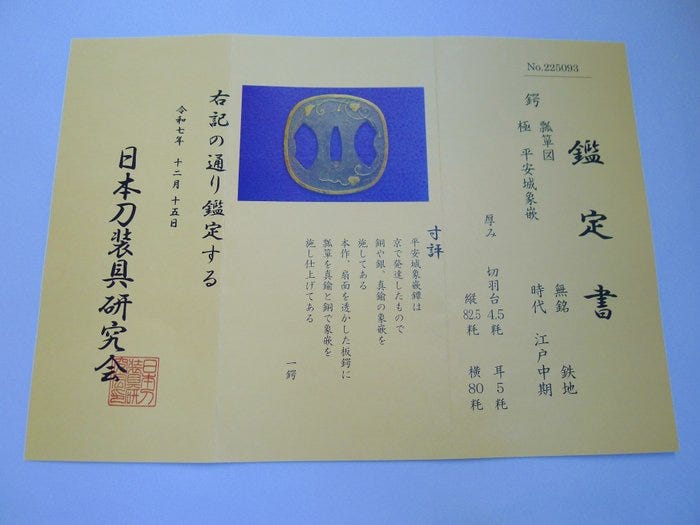 No.225093
鑑定書
鍔 瓢箪図 無銘 鉄地
極 平安城象嵌 時代 江戸中期
厚み 切羽台 4.5粍 耳 5粍
縦 82.5粍 横 80粍
寸評
平安城象嵌鐔は
京で発達したもので
銅や銀、真鍮の象嵌を
施してある
本作、扇面を透かした板鍔に
瓢箪を真鍮と銅で象嵌を
施し仕上げてある
一鍔
右記の通り鑑定する
令和七年 十二月 十五日
日本刀装具研究会